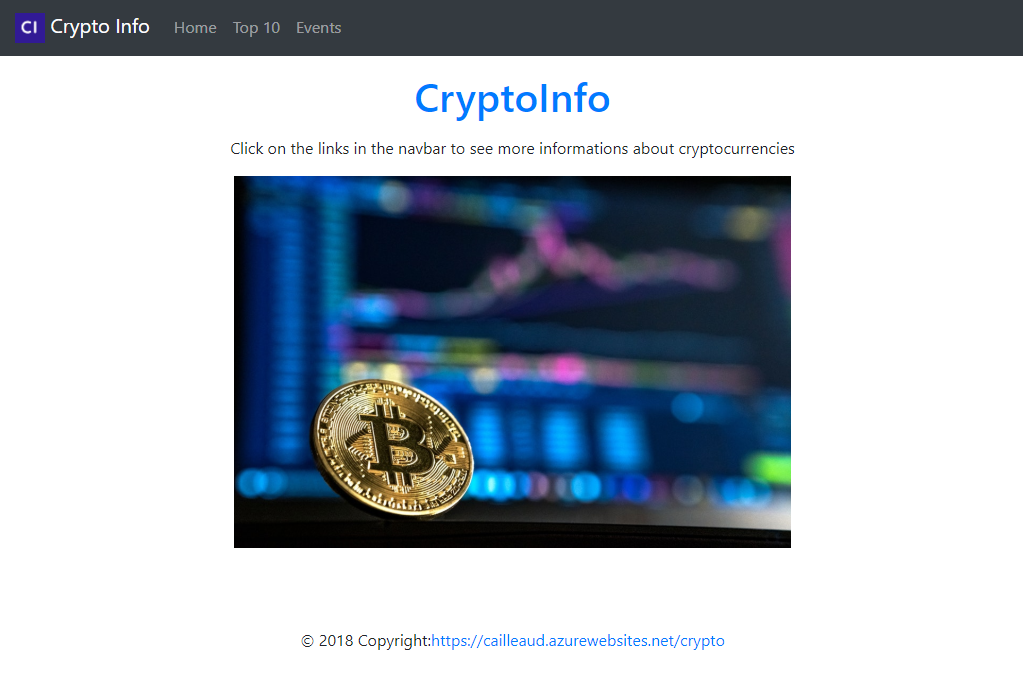 CI Crypto Info Home Top 10 Events
CryptoInfo
Click on the links in the navbar to see more informations about cryptocurrencies
© 2018 Copyright:https://cailleaud.azurewebsites.net/crypto